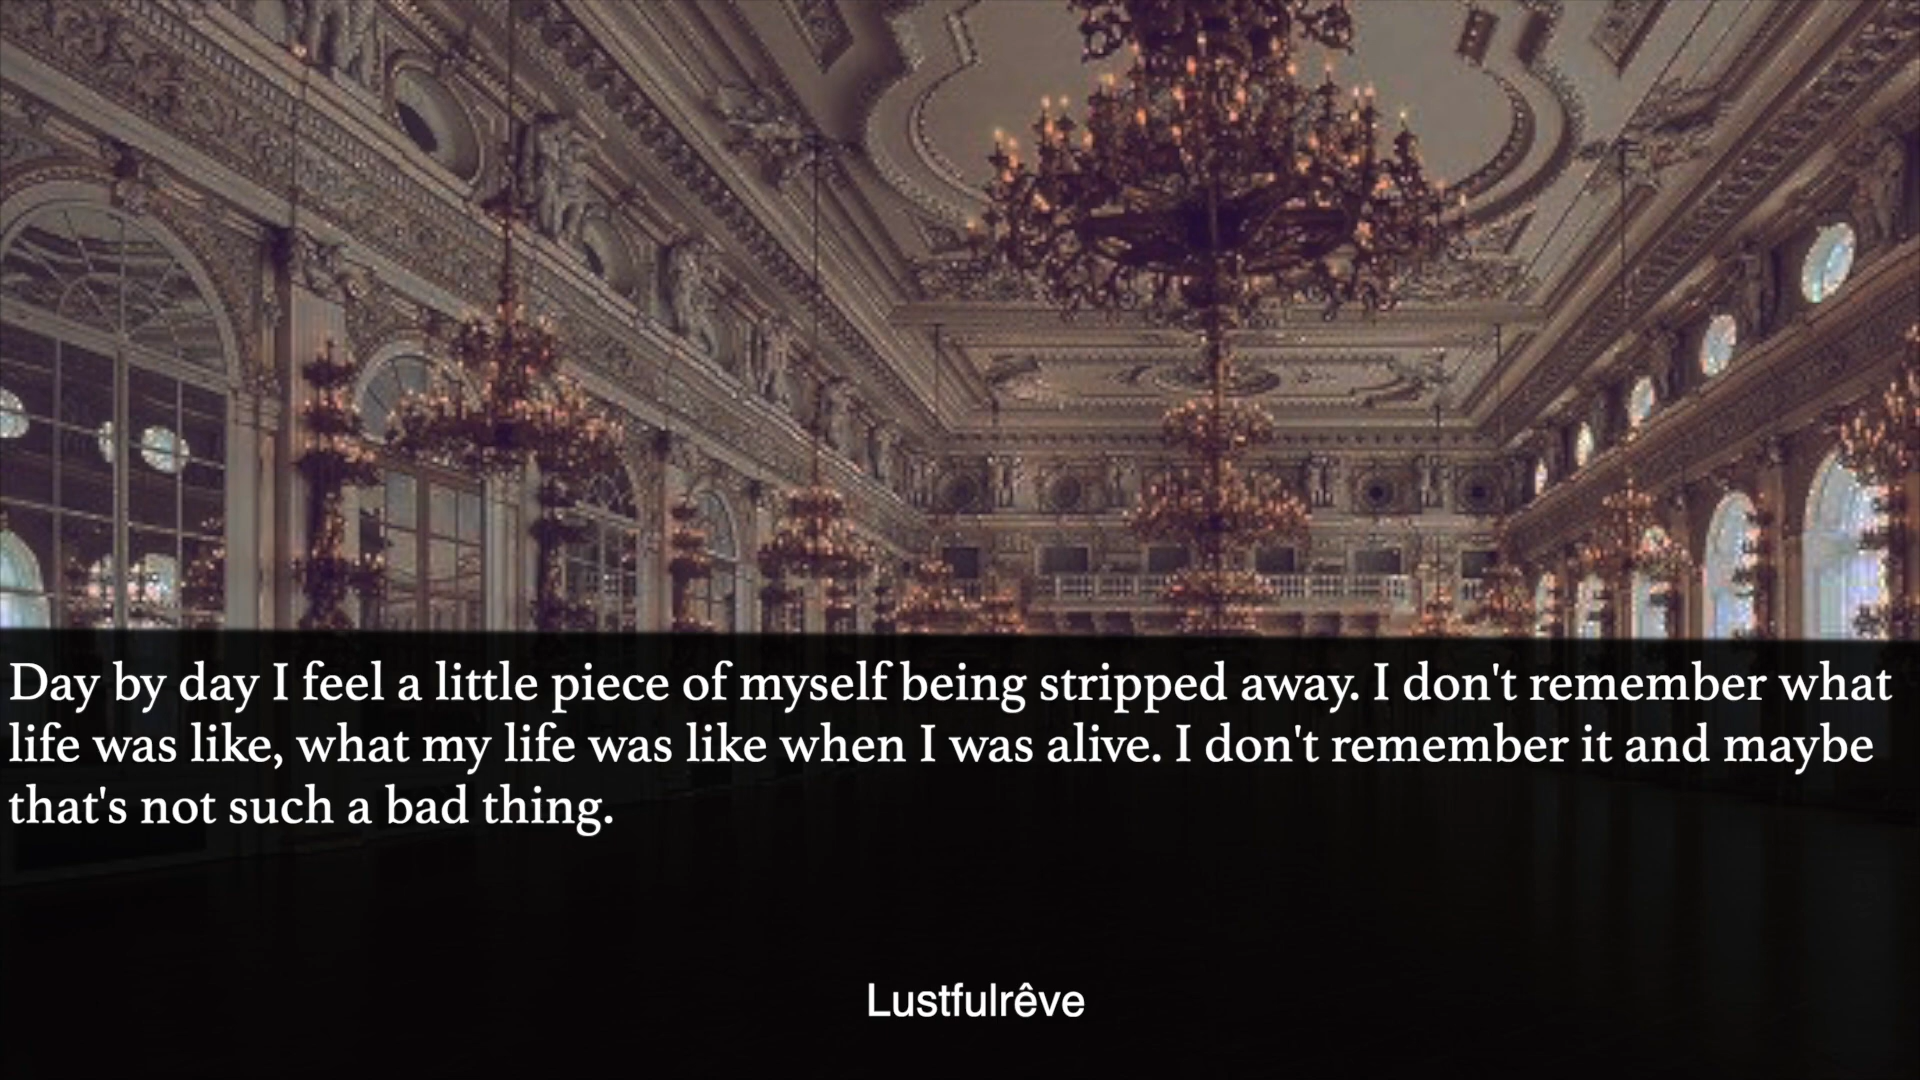 Day by day I feel a little piece of myself being stripped away. I don't remember what
life was like, what my life was like when I was alive. I don't remember it and maybe
that's not such a bad thing.
Lustfulrêve